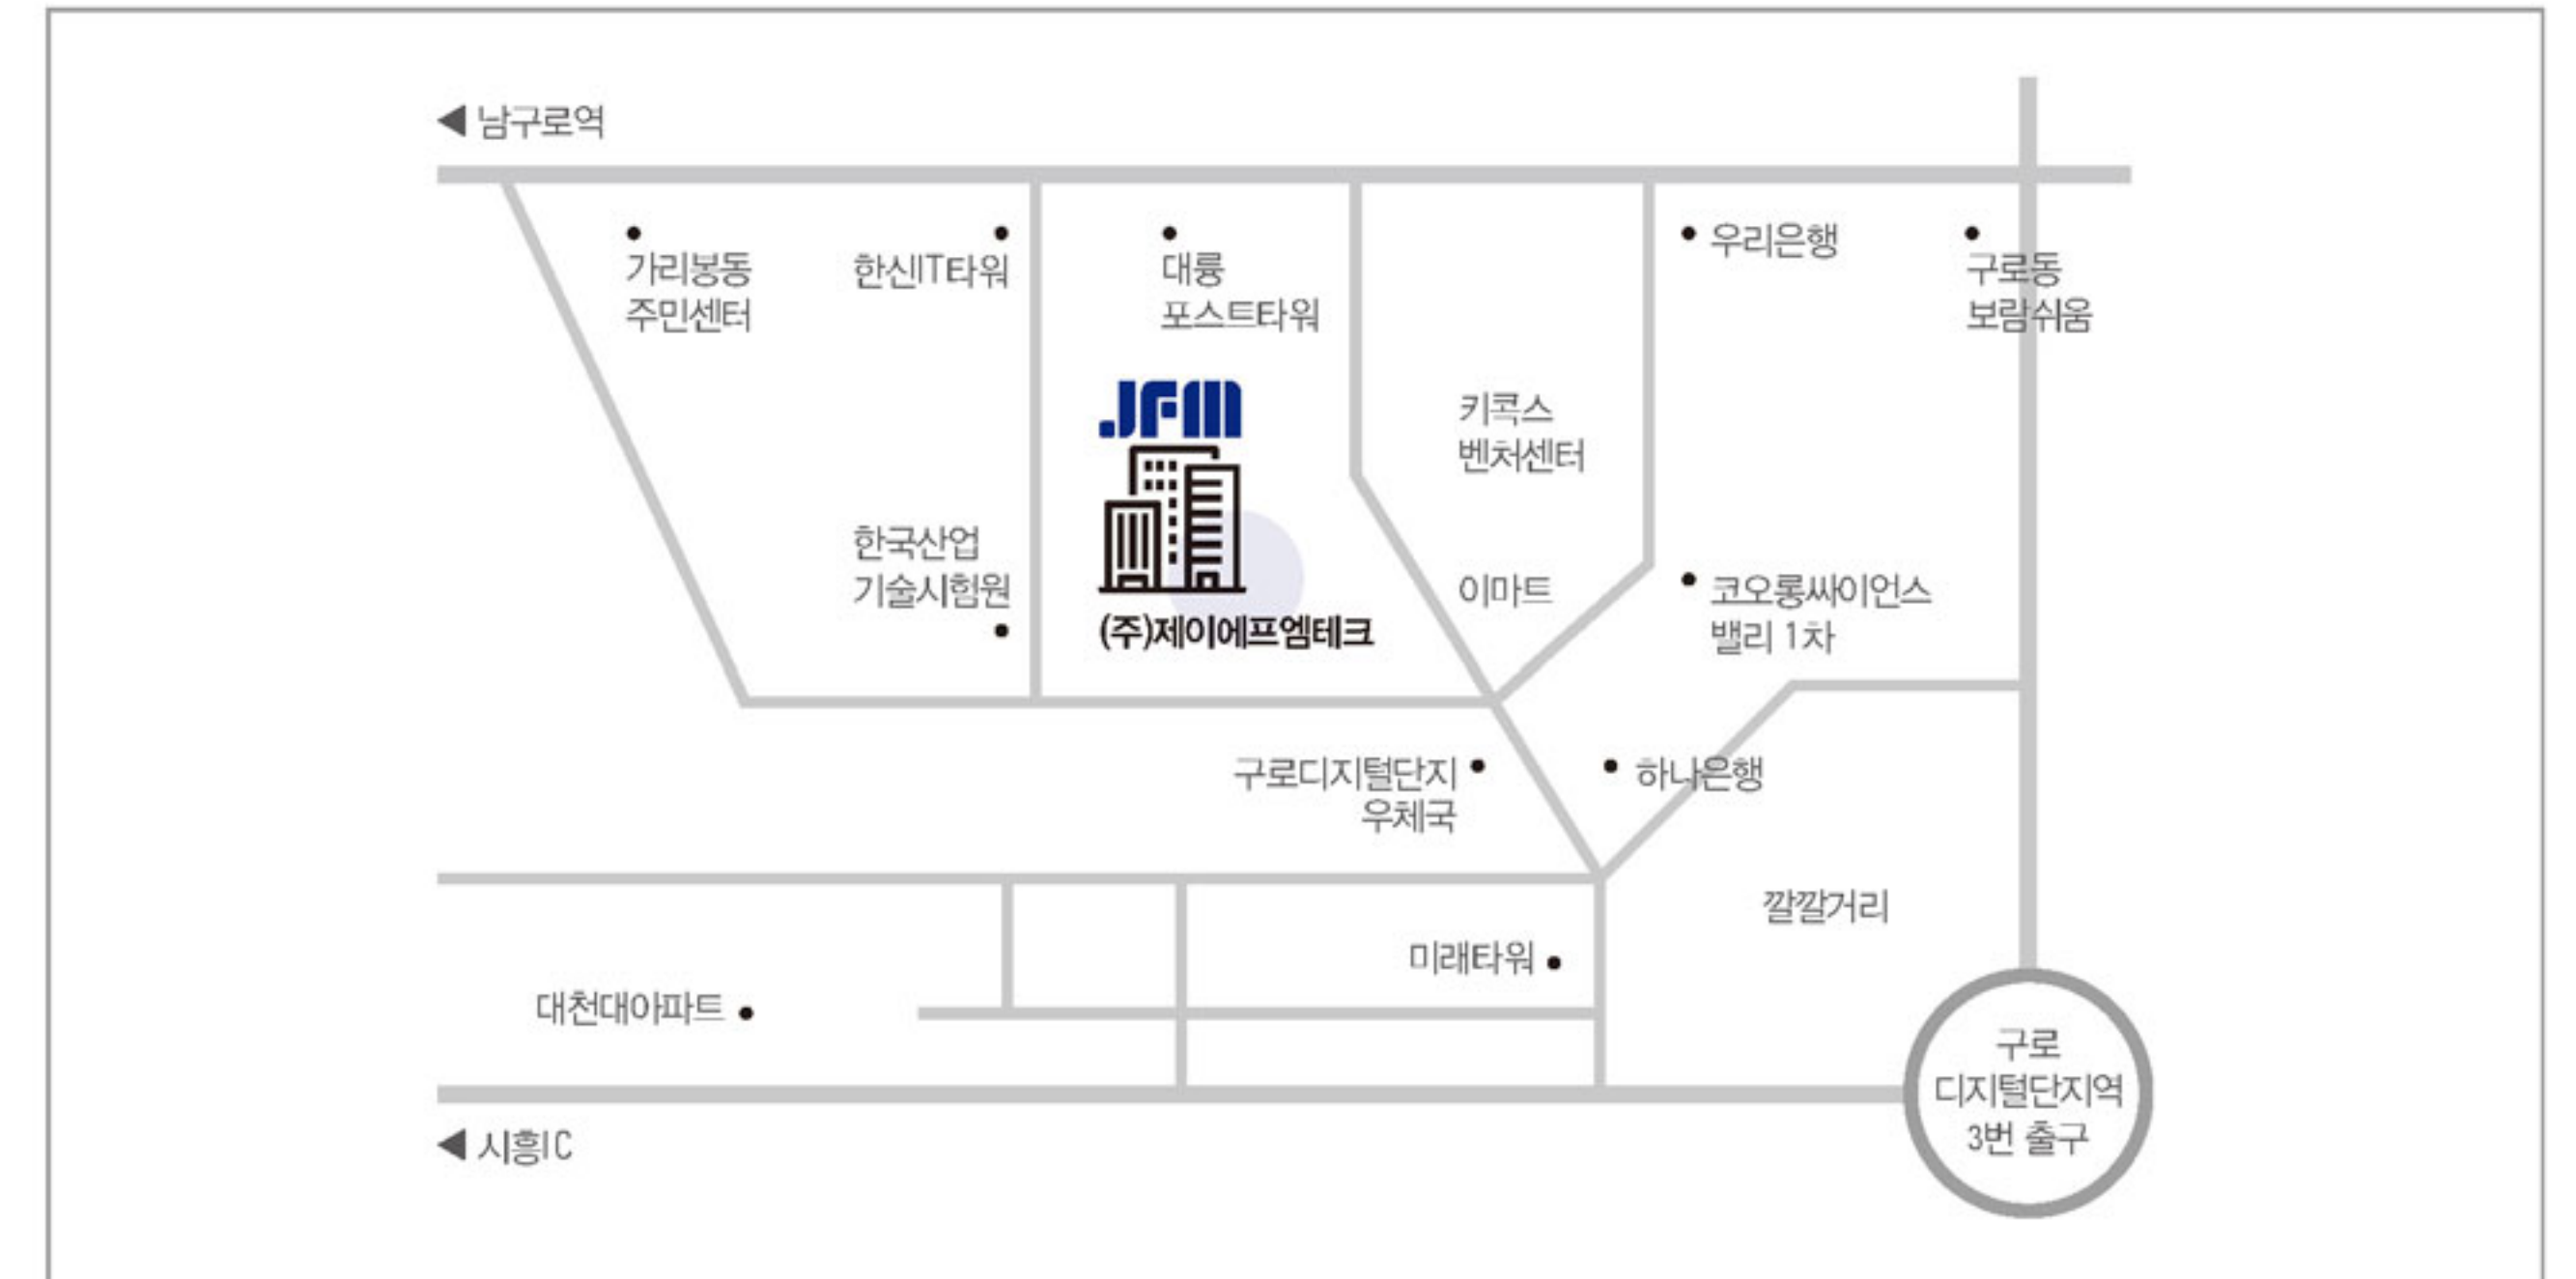 ◀ 남구로역
가리봉동
주민센터
한신IT타워
대륭
포스트타워
우리은행
구로동
보람쉬움
JFM
키콕스
벤처센터
한국산업
기술시험원
이마트
코오롱싸이언스
밸리 1차
(주)제이에프엠테크
구로디지털단지
우체국
하나은행
깔깔거리
미래타워
대천대아파트
구로
디지털단지역
3번 출구
◀ 시흥IC